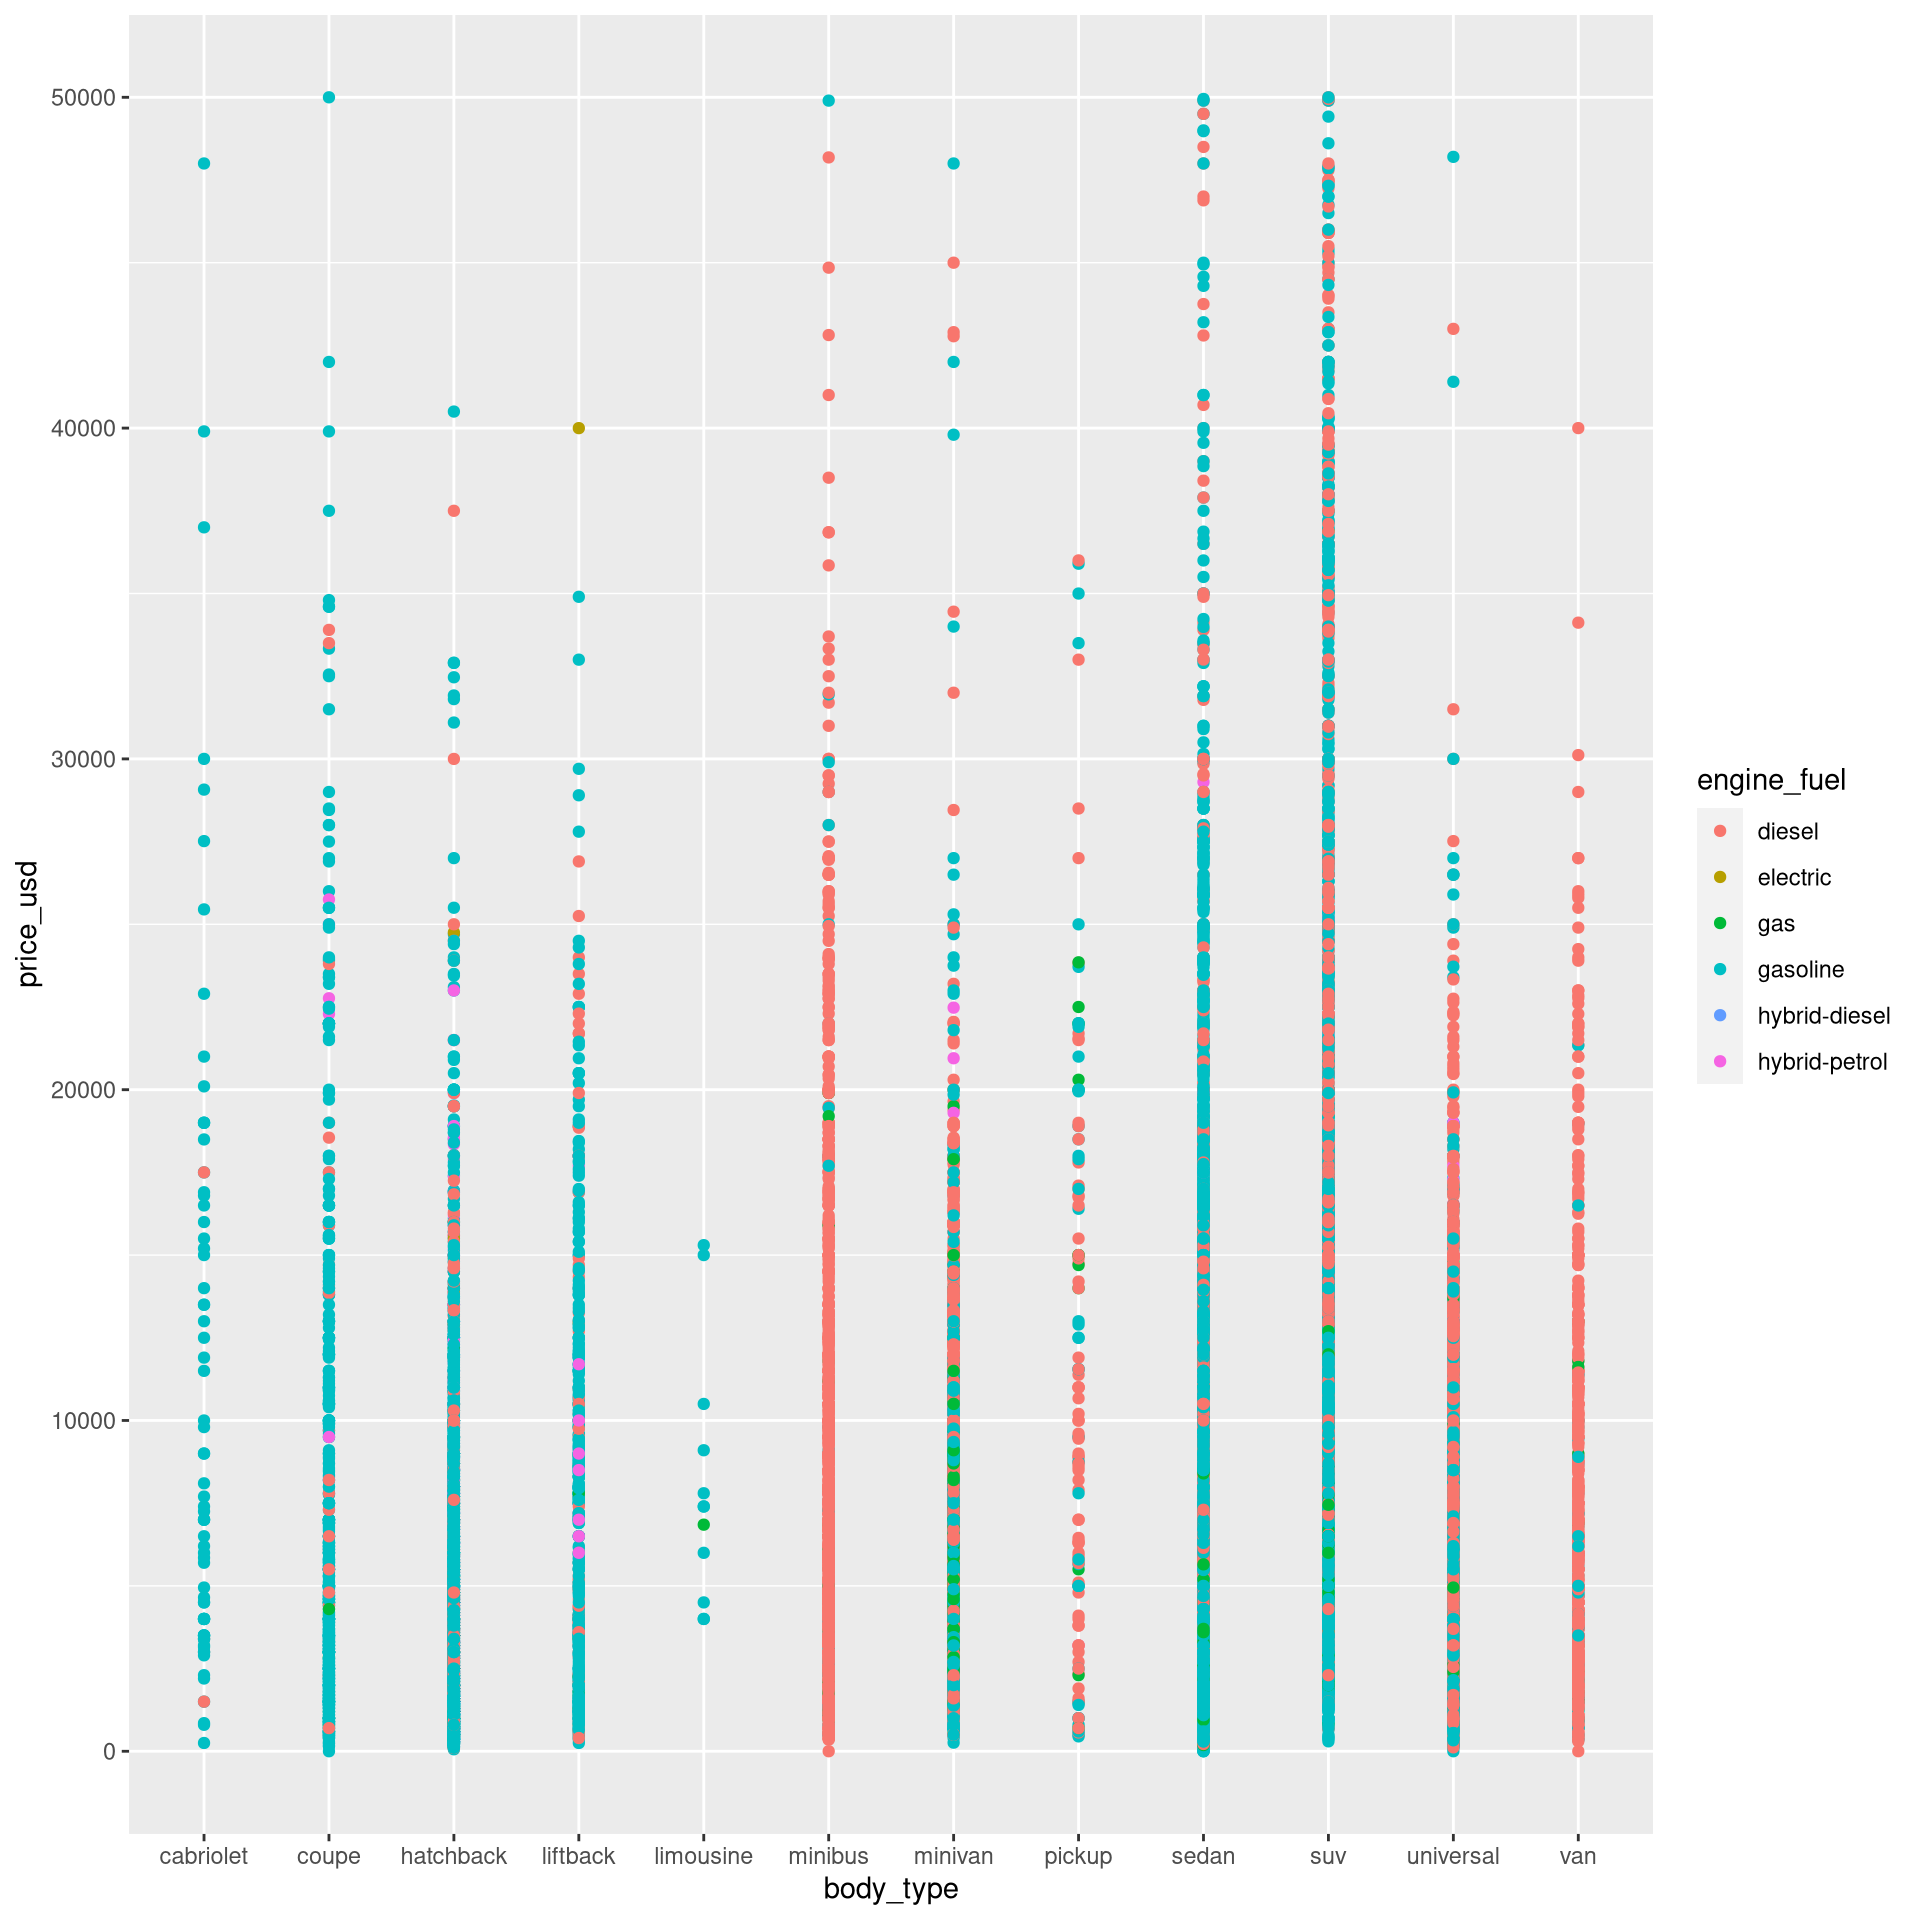 50000
40000
30000
20000
10000
0
price_usd
cabriolet coupe hatchback liftback limousine minibus minivan pickup sedan suv universal van
body_type
engine_fuel
diesel
electric
gas
gasoline
hybrid-diesel
hybrid-petrol